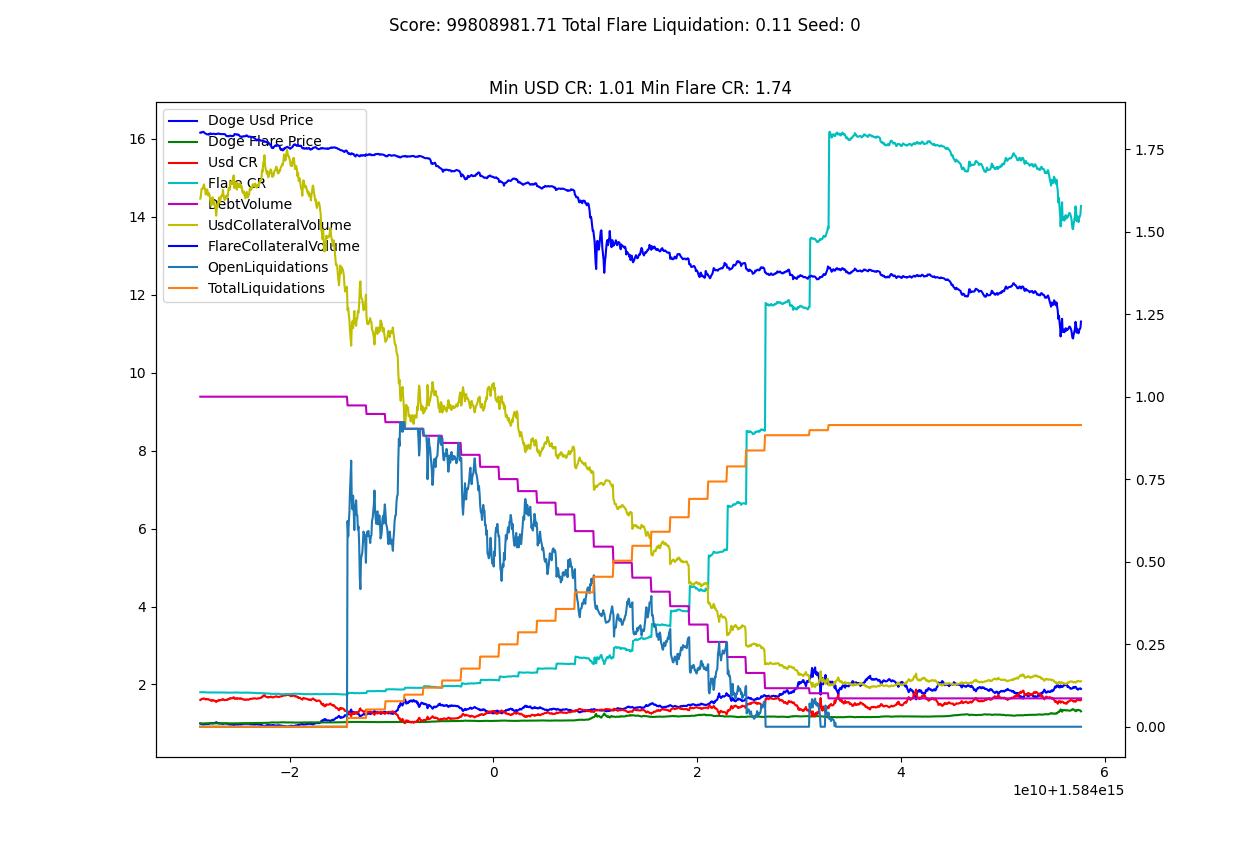 Score: 99808981.71 Total Flare Liquidation: 0.11 Seed: 0
Min USD CR: 1.01 Min Flare CR: 1.74
Doge Usd Price
Doge Flare Price
Usd CR
Flare CR
DebtVolume
UsdCollateralVolume
FlareCollateralVolume
OpenLiquidations
TotalLiquidations
16
14
12
10
8
6
4
2
1.75
1.50
1.25
1.00
0.75
0.50
0.25
0.00
−2 0 2 4 6
1e10+1.584e15